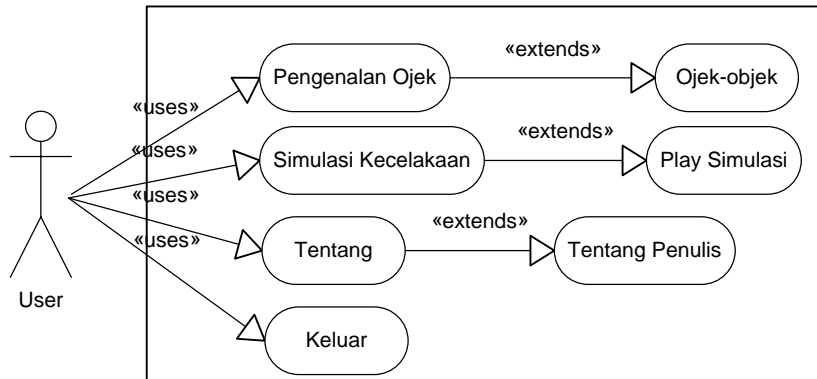 «extends»
Pengenalan Ojek
Ojek-objek
«uses»
«extends»
«uses»
Simulasi Kecelakaan
Play Simulasi
«uses»
«extends»
«uses»
Tentang
Tentang Penulis
User
Keluar